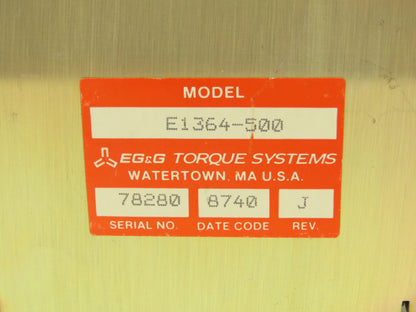 MODEL
E1364-500
EG&G TORQUE SYSTEMS
WATERTOWN, MA U.S.A.
78280 8740 J
SERIAL NO. DATE CODE REV.